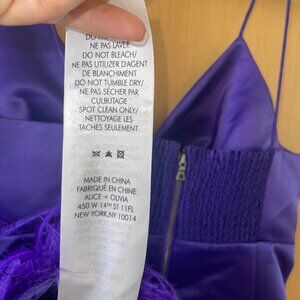 NE PAS LAVER
DO NOT BLEACH/
NE PAS UTILIZER D'AGENT
DE BLANCHIMENT
DO NOT TUMBLE DRY/
NE PAS SÉCHER PAR
CULBUTAGE
SPOT CLEAN ONLY/
NETTOYAGE LES
TACHES SEULEMENT
MADE IN CHINA
FABRIQUÉ EN CHINE
ALICE + OLIVIA
450 W 14TH ST 11FL
NEW YORK, NY 10014